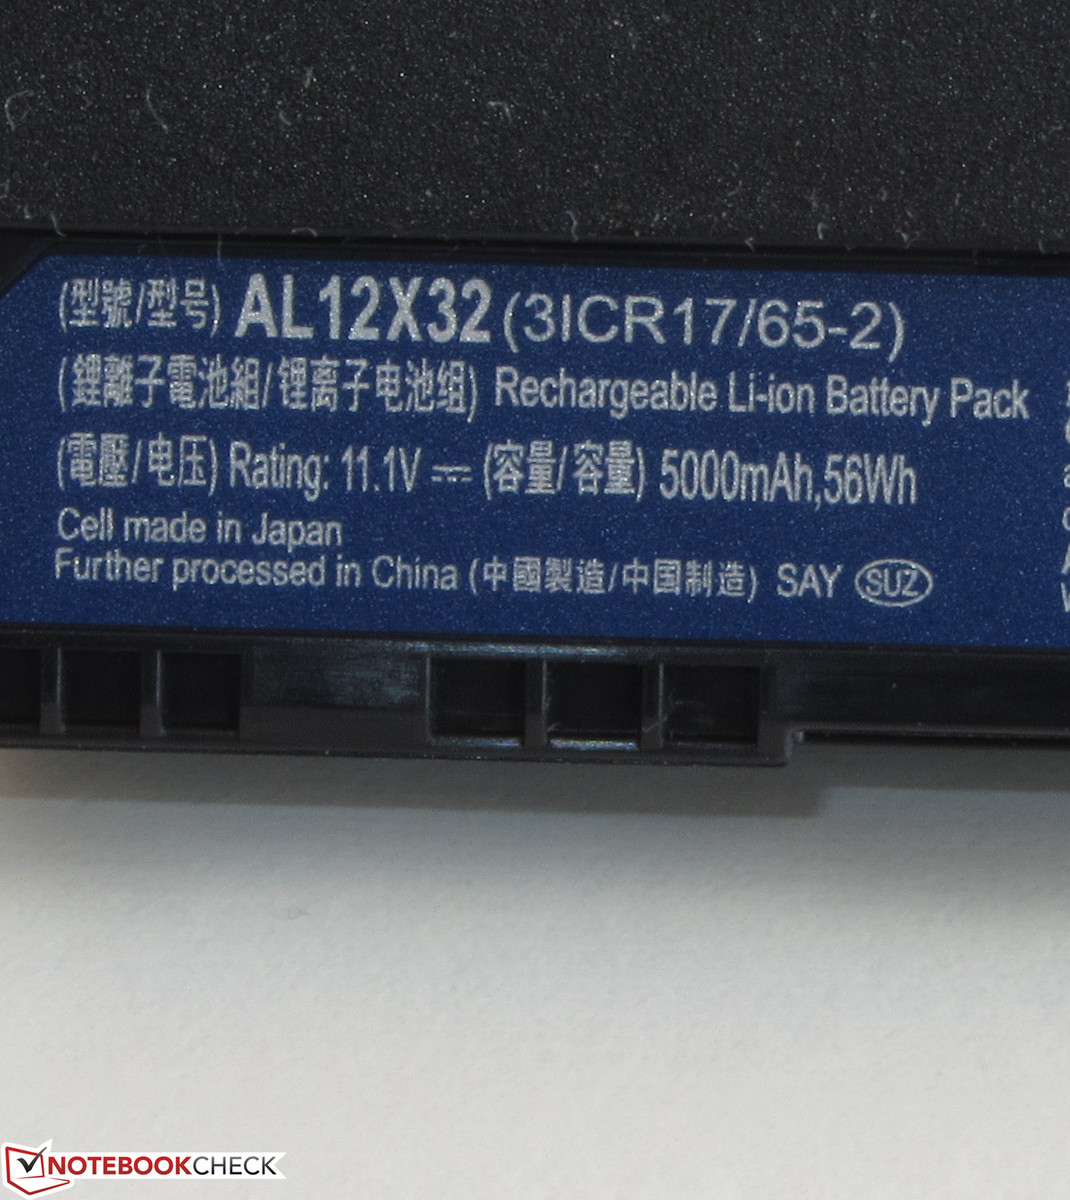 (型號/型号) AL12X32 (3ICR17/65-2)
(鋰離子電池組/锂离子电池组) Rechargeable Li-ion Battery Pack
(電壓/电压) Rating: 11.1V ⎓ (容量/容量) 5000mAh,56Wh
Cell made in Japan
Further processed in China (中國製造/中国制造) SAY SUZ
NOTEBOOKCHECK